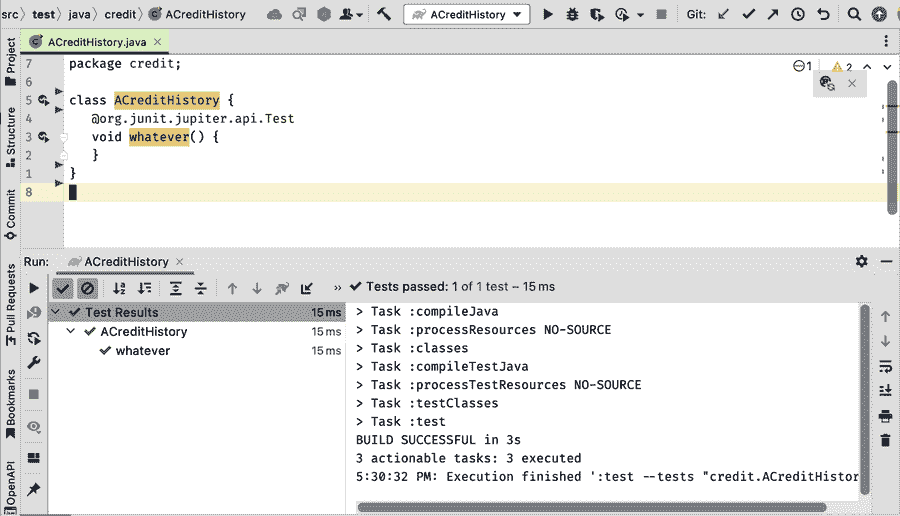 src test java credit ACreditHistory ACreditHistory Git:
ACreditHistory.java
Project
Structure
Commit
Pull Requests
Bookmarks
OpenAPI
7 package credit; 1 2
6
5 class ACreditHistory {
4 @org.junit.jupiter.api.Test
3 void whatever() {
2 }
1 }
8
Run: ACreditHistory
Tests passed: 1 of 1 test – 15 ms
Test Results 15 ms
ACreditHistory 15 ms
whatever 15 ms
> Task :compileJava
> Task :processResources NO-SOURCE
> Task :classes
> Task :compileTestJava
> Task :processTestResources NO-SOURCE
> Task :testClasses
> Task :test
BUILD SUCCESSFUL in 3s
3 actionable tasks: 3 executed
5:30:32 PM: Execution finished ':test --tests "credit.ACreditHistor